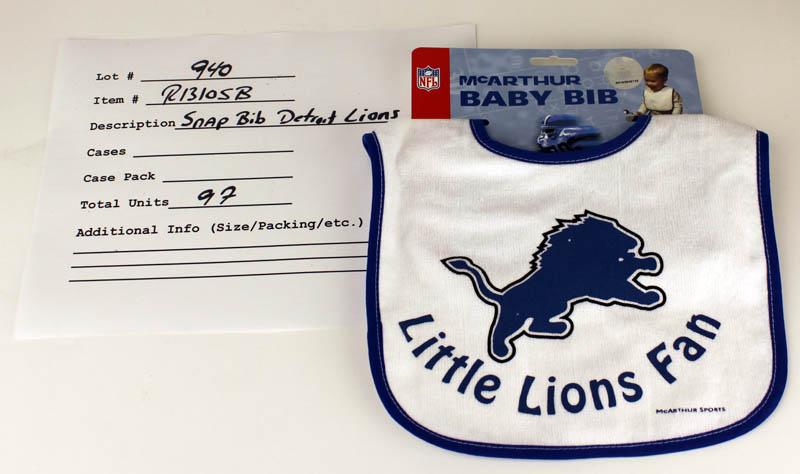 Lot # 940
Item # R1310SB
Description Snap Bib Detroit Lions
Cases
Case Pack
Total Units 97
Additional Info (Size/Packing/etc.)
NFL
McARTHUR
BABY BIB
Little Lions Fan
McARTHUR SPORTS